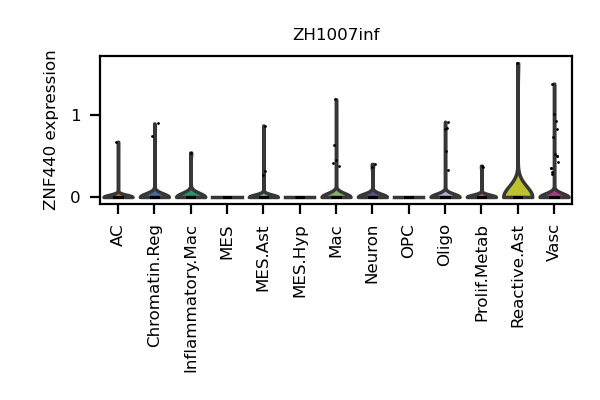 ZH1007inf
ZNF440 expression
1
0
AC
Chromatin.Reg
Inflammatory.Mac
MES
MES.Ast
MES.Hyp
Mac
Neuron
OPC
Oligo
Prolif.Metab
Reactive.Ast
Vasc